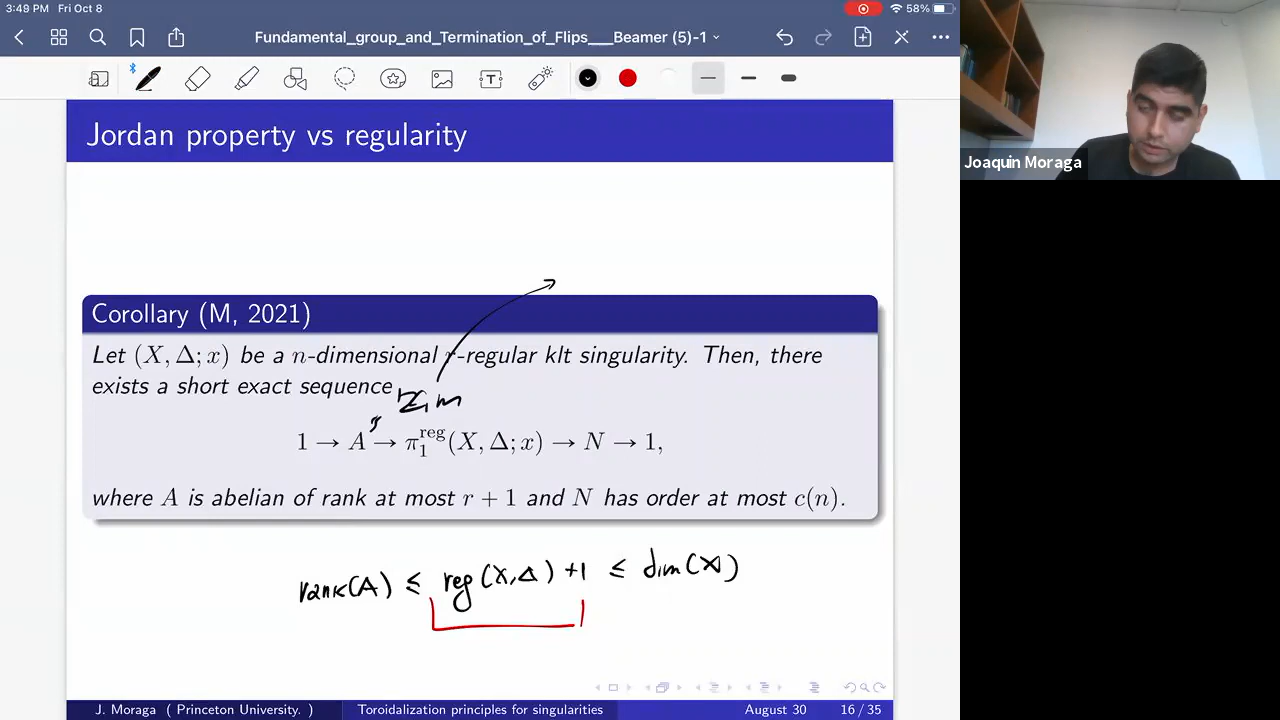 3:49 PM Fri Oct 8
58%
Fundamental_group_and_Termination_of_Flips___Beamer (5)-1
Joaquin Moraga
Jordan property vs regularity
Corollary (M, 2021)
Let (X, Δ; x) be a n-dimensional r-regular klt singularity. Then, there
exists a short exact sequence
1 → A → π₁^reg(X, Δ; x) → N → 1,
where A is abelian of rank at most r + 1 and N has order at most c(n).
rank(A) ≤ reg(X,Δ) +1 ≤ dim(X)
J. Moraga ( Princeton University. )
Toroidalization principles for singularities
August 30
16 / 35